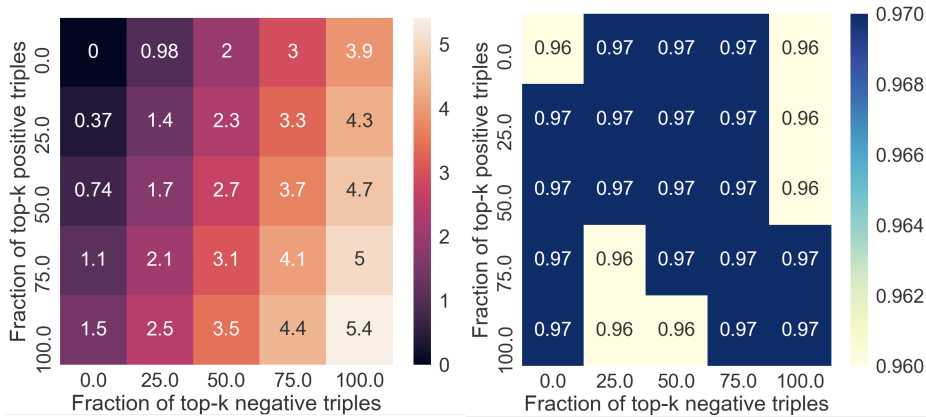 Fraction of top-k positive triples
0.0 0 0.98 2 3 3.9
25.0 0.37 1.4 2.3 3.3 4.3
50.0 0.74 1.7 2.7 3.7 4.7
75.0 1.1 2.1 3.1 4.1 5
100.0 1.5 2.5 3.5 4.4 5.4
0.0 25.0 50.0 75.0 100.0
Fraction of top-k negative triples
5
4
3
2
1
0
Fraction of top-k positive triples
0.0 0.96 0.97 0.97 0.97 0.96
25.0 0.97 0.97 0.97 0.97 0.96
50.0 0.97 0.97 0.97 0.97 0.96
75.0 0.97 0.96 0.97 0.97 0.97
100.0 0.97 0.96 0.96 0.97 0.97
0.0 25.0 50.0 75.0 100.0
Fraction of top-k negative triples
0.970
0.968
0.966
0.964
0.962
0.960